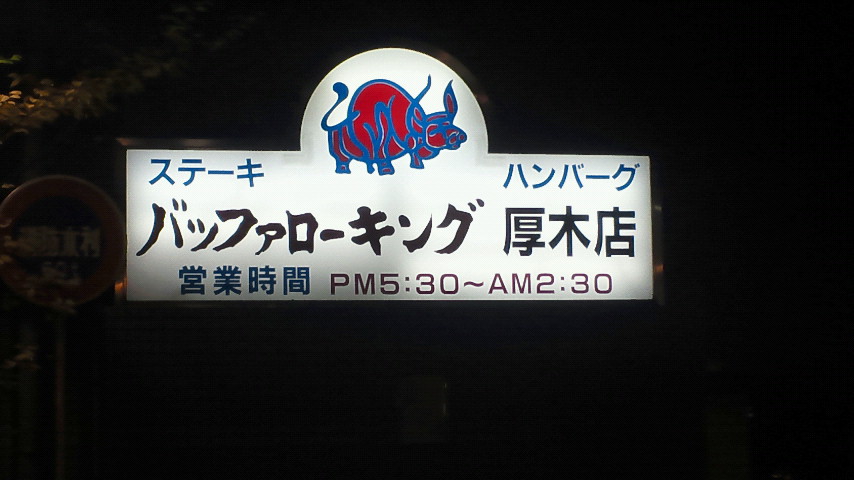 ステーキ ハンバーグ
バッファローキング 厚木店
営業時間 PM5:30～AM2:30